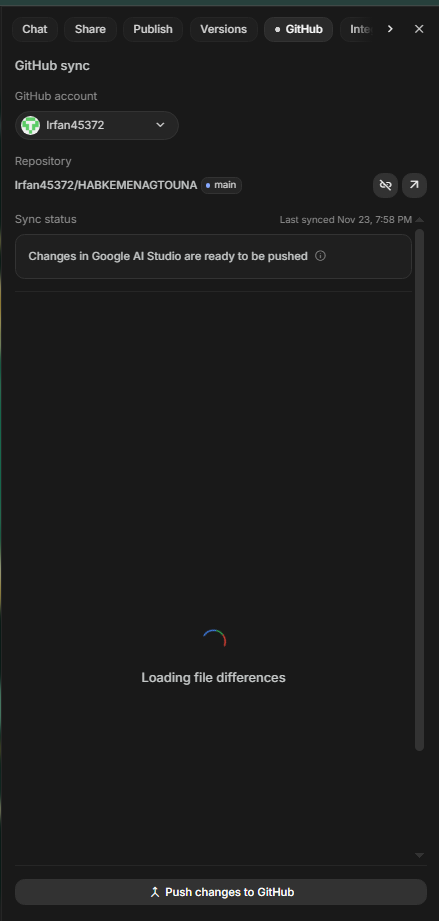 Chat Share Publish Versions GitHub Inte
GitHub sync
GitHub account
Irfan45372
Repository
Irfan45372/HABKEMENAGTOUNA main
Sync status Last synced Nov 23, 7:58 PM
Changes in Google AI Studio are ready to be pushed
Loading file differences
Push changes to GitHub